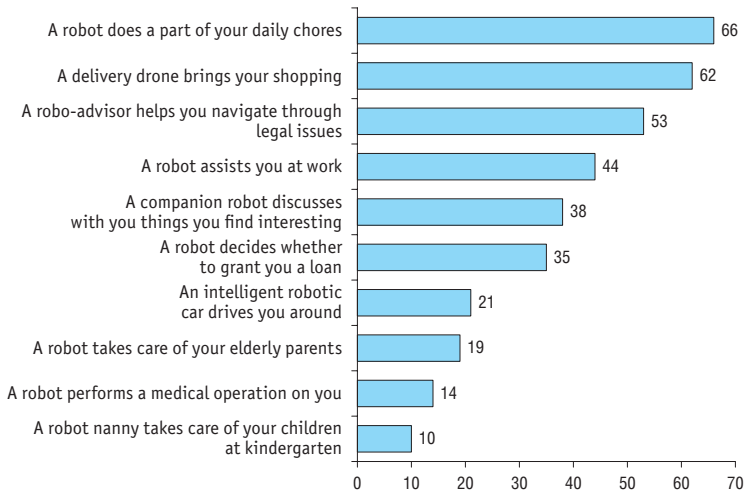 A robot does a part of your daily chores
66
A delivery drone brings your shopping
62
A robo-advisor helps you navigate through
legal issues
53
A robot assists you at work
44
A companion robot discusses
with you things you find interesting
38
A robot decides whether
to grant you a loan
35
An intelligent robotic
car drives you around
21
A robot takes care of your elderly parents
19
A robot performs a medical operation on you
14
A robot nanny takes care of your children
at kindergarten
10
0 10 20 30 40 50 60 70